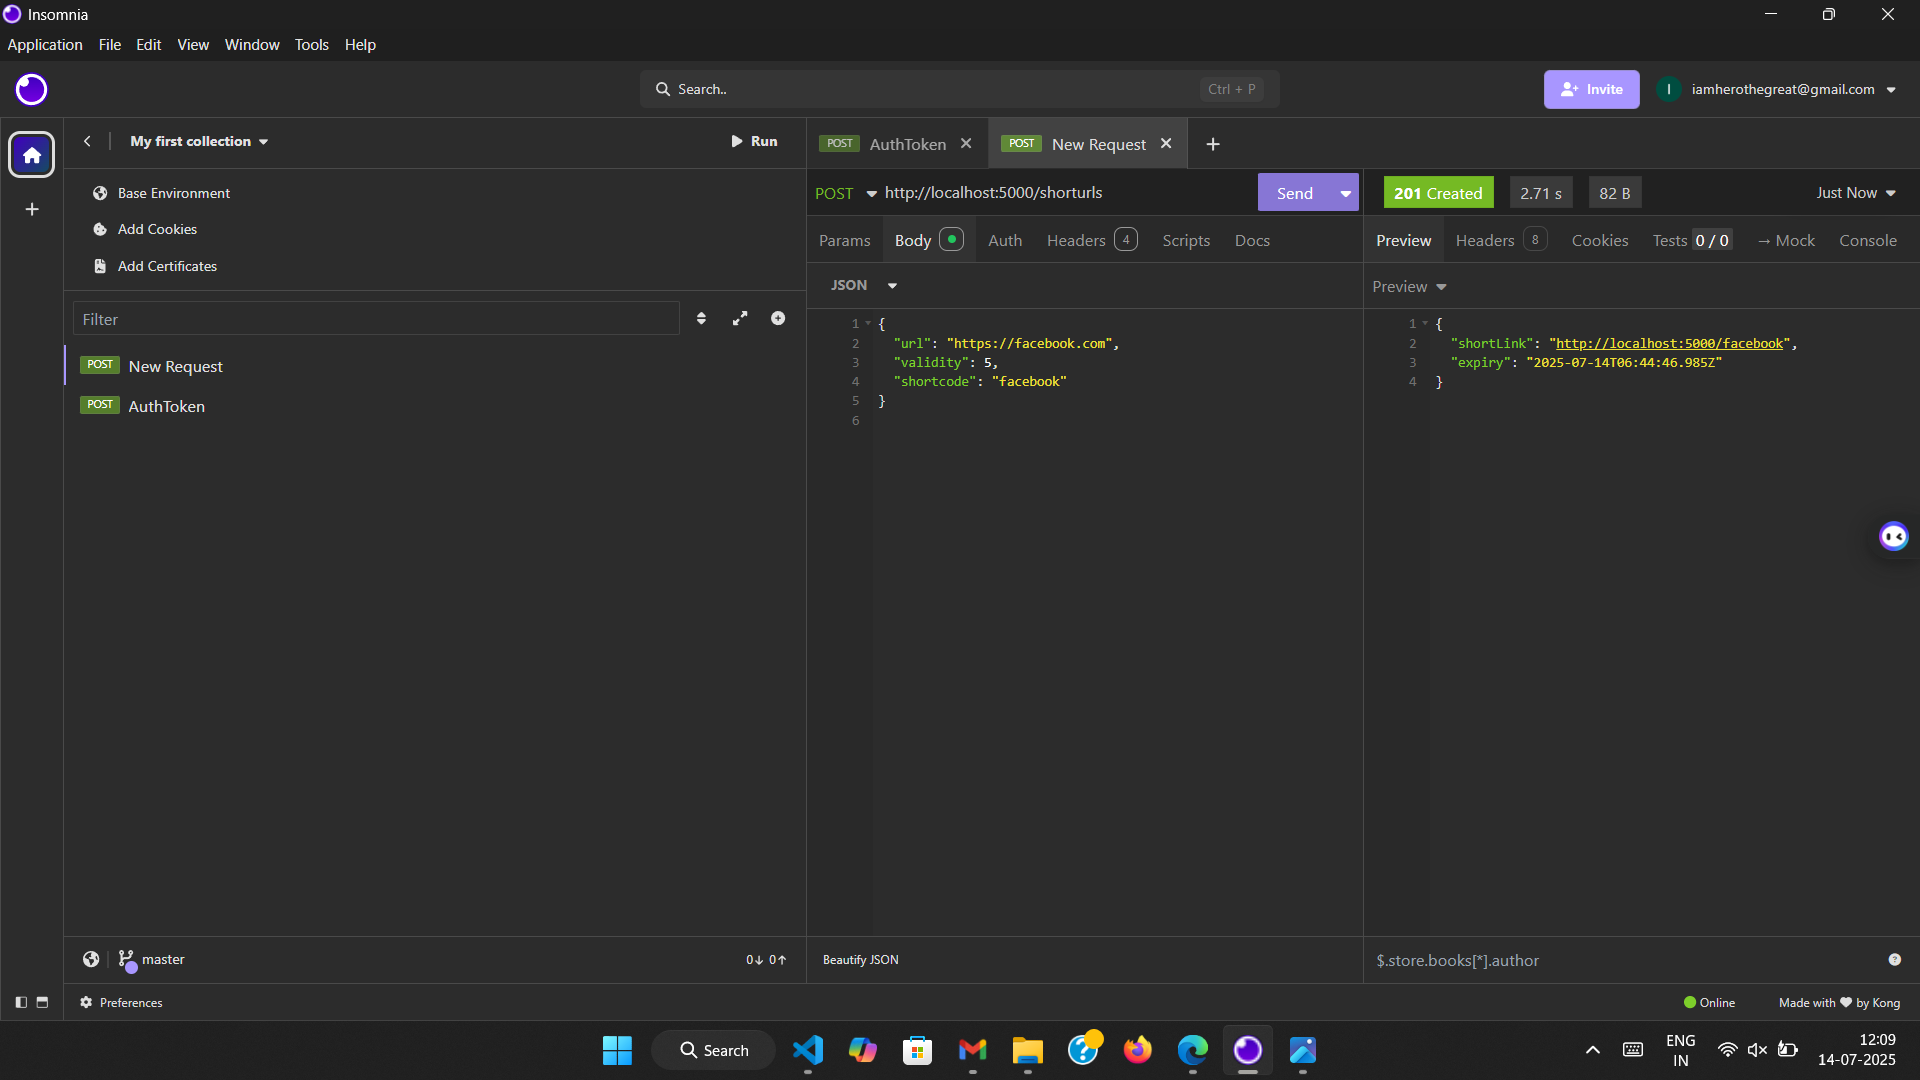 Insomnia
Application File Edit View Window Tools Help
Search.. Ctrl + P
Invite
I iamherothegreat@gmail.com
My first collection
Run
Base Environment
Add Cookies
Add Certificates
Filter
POST New Request
POST AuthToken
master
0↓ 0↑
Preferences
POST AuthToken
POST New Request
POST http://localhost:5000/shorturls
Send
Params Body Auth Headers 4 Scripts Docs
JSON
1 {
2 "url": "https://facebook.com",
3 "validity": 5,
4 "shortcode": "facebook"
5 }
6
Beautify JSON
201 Created 2.71 s 82 B Just Now
Preview Headers 8 Cookies Tests 0 / 0 → Mock Console
Preview
1 {
2 "shortLink": "http://localhost:5000/facebook",
3 "expiry": "2025-07-14T06:44:46.985Z"
4 }
$.store.books[*].author
Online
Made with ❤ by Kong
Search
ENG
IN
12:09
14-07-2025